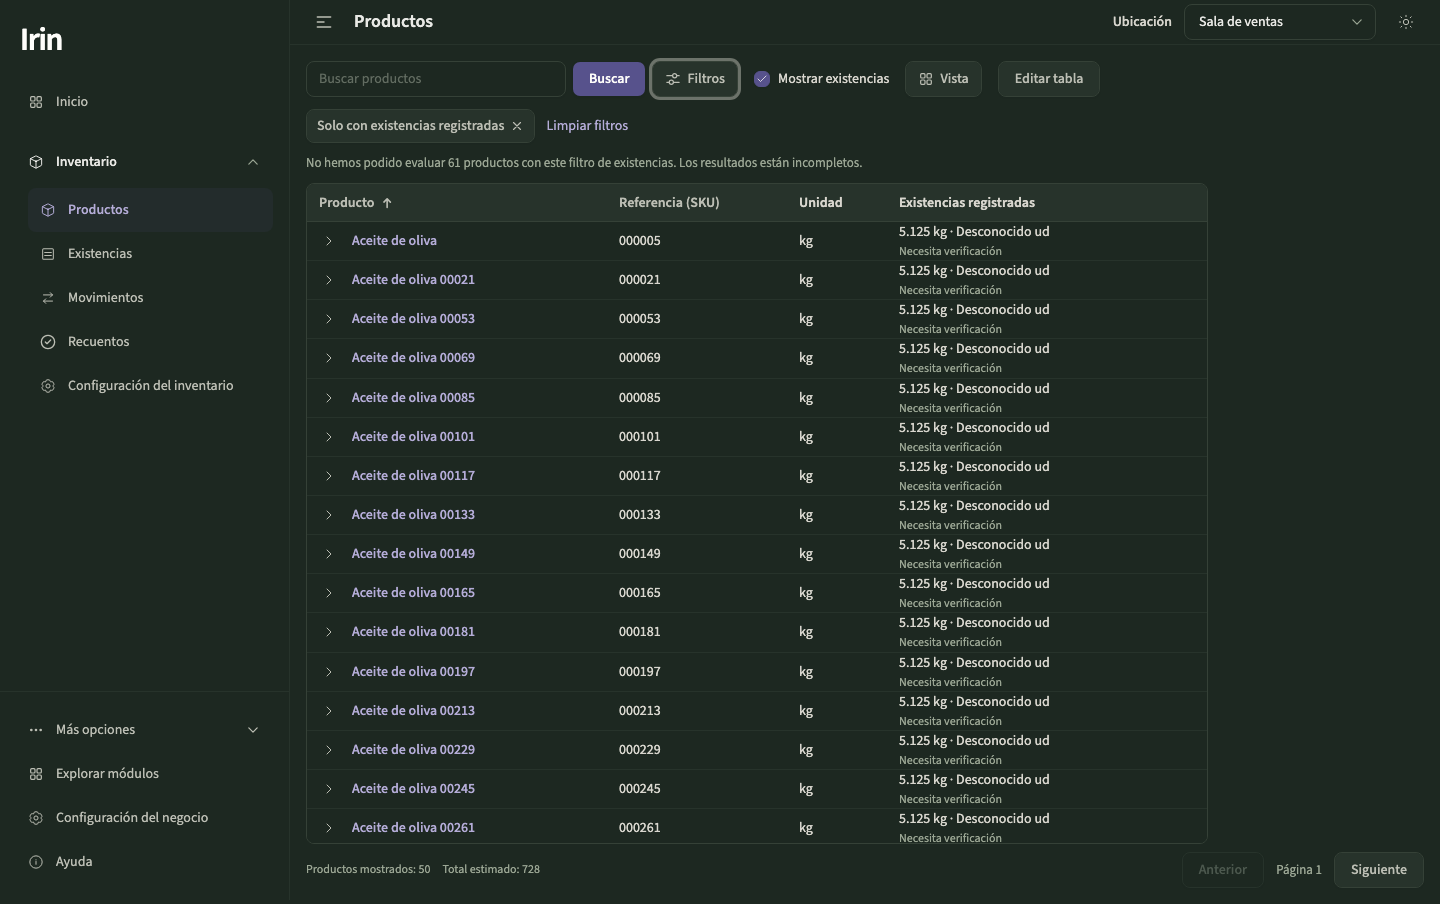 Irin
Productos
Ubicación
Sala de ventas
Inicio
Inventario
Productos
Existencias
Movimientos
Recuentos
Configuración del inventario
Más opciones
Explorar módulos
Configuración del negocio
Ayuda
Buscar productos
Buscar
Filtros
Mostrar existencias
Vista
Editar tabla
Solo con existencias registradas
Limpiar filtros
No hemos podido evaluar 61 productos con este filtro de existencias. Los resultados están incompletos.
Producto Referencia (SKU) Unidad Existencias registradas
Aceite de oliva 000005 kg 5.125 kg · Desconocido ud
Necesita verificación
Aceite de oliva 00021 000021 kg 5.125 kg · Desconocido ud
Necesita verificación
Aceite de oliva 00053 000053 kg 5.125 kg · Desconocido ud
Necesita verificación
Aceite de oliva 00069 000069 kg 5.125 kg · Desconocido ud
Necesita verificación
Aceite de oliva 00085 000085 kg 5.125 kg · Desconocido ud
Necesita verificación
Aceite de oliva 00101 000101 kg 5.125 kg · Desconocido ud
Necesita verificación
Aceite de oliva 00117 000117 kg 5.125 kg · Desconocido ud
Necesita verificación
Aceite de oliva 00133 000133 kg 5.125 kg · Desconocido ud
Necesita verificación
Aceite de oliva 00149 000149 kg 5.125 kg · Desconocido ud
Necesita verificación
Aceite de oliva 00165 000165 kg 5.125 kg · Desconocido ud
Necesita verificación
Aceite de oliva 00181 000181 kg 5.125 kg · Desconocido ud
Necesita verificación
Aceite de oliva 00197 000197 kg 5.125 kg · Desconocido ud
Necesita verificación
Aceite de oliva 00213 000213 kg 5.125 kg · Desconocido ud
Necesita verificación
Aceite de oliva 00229 000229 kg 5.125 kg · Desconocido ud
Necesita verificación
Aceite de oliva 00245 000245 kg 5.125 kg · Desconocido ud
Necesita verificación
Aceite de oliva 00261 000261 kg 5.125 kg · Desconocido ud
Necesita verificación
Productos mostrados: 50 Total estimado: 728
Anterior
Página 1
Siguiente